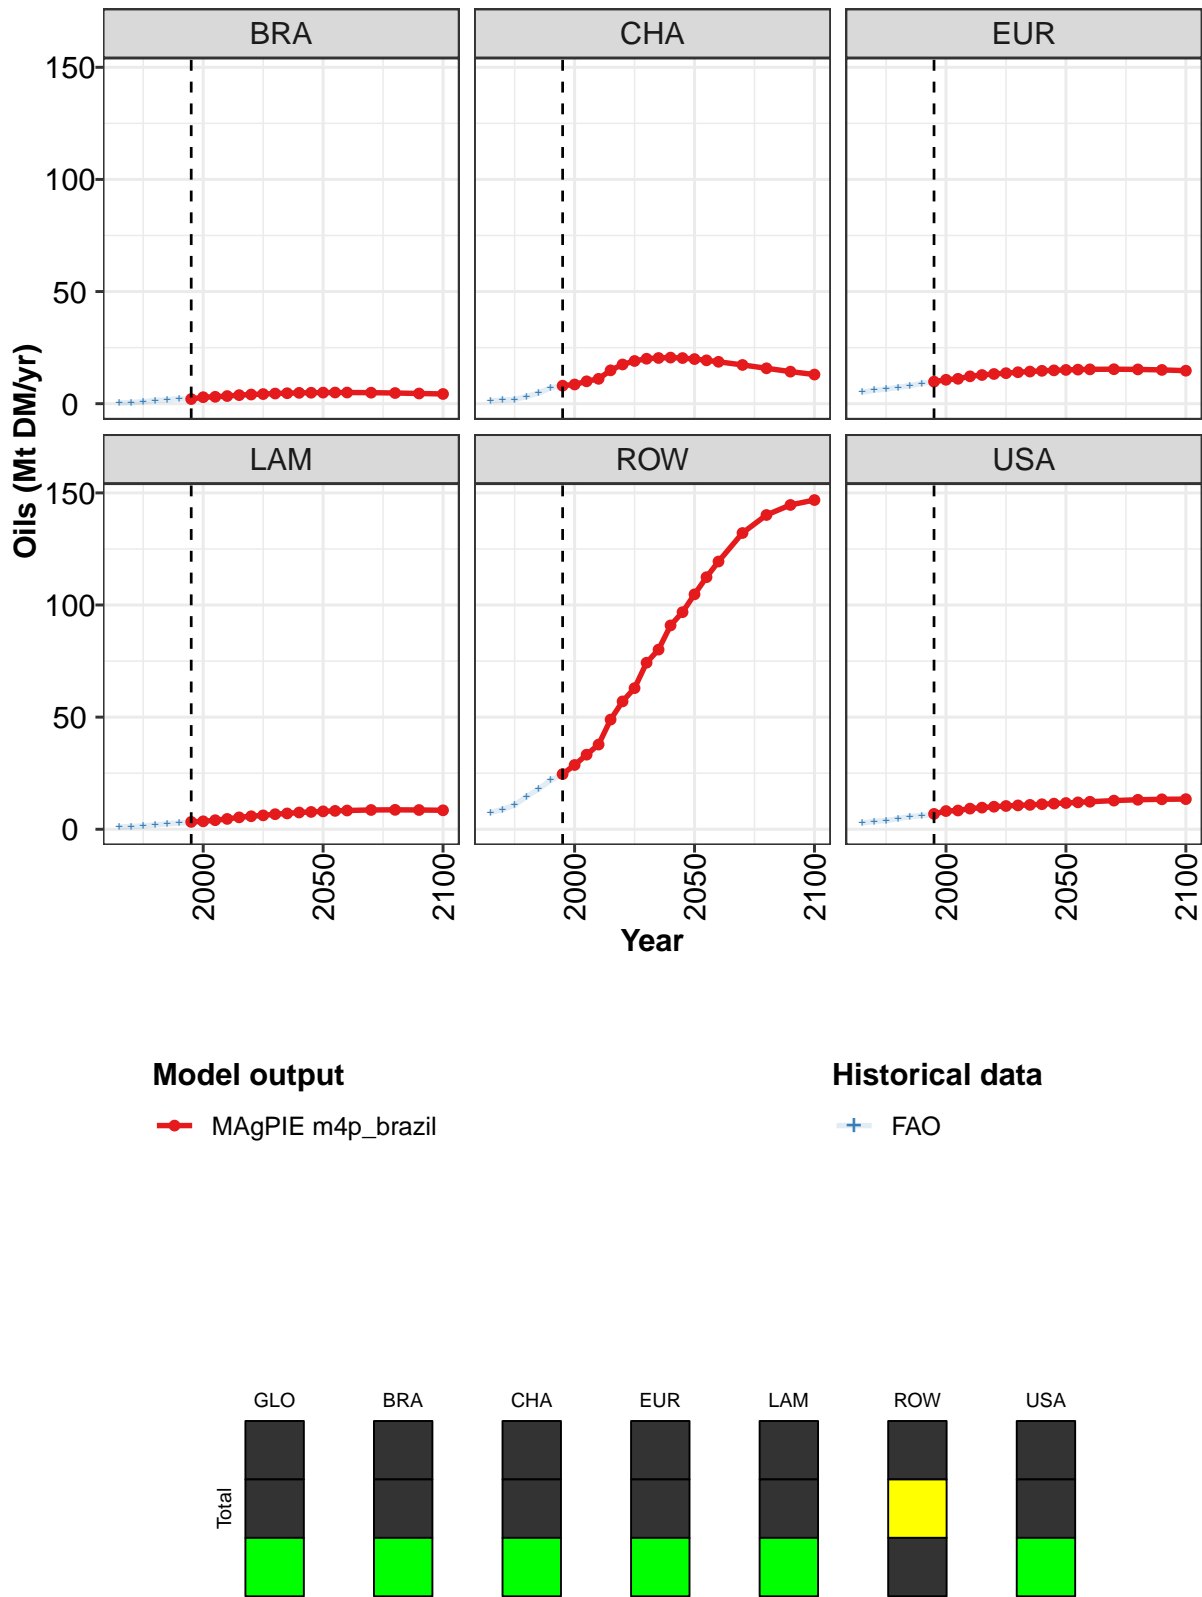 BRA
CHA
EUR
150
100
50
0
LAM
ROW
USA
150
100
50
0
Oils (Mt DM/yr)
2000
2050
2100
2000
2050
2100
2000
2050
2100
Year
Model output
Historical data
MAgPIE m4p_brazil
FAO
GLO
BRA
CHA
EUR
LAM
ROW
USA
Total